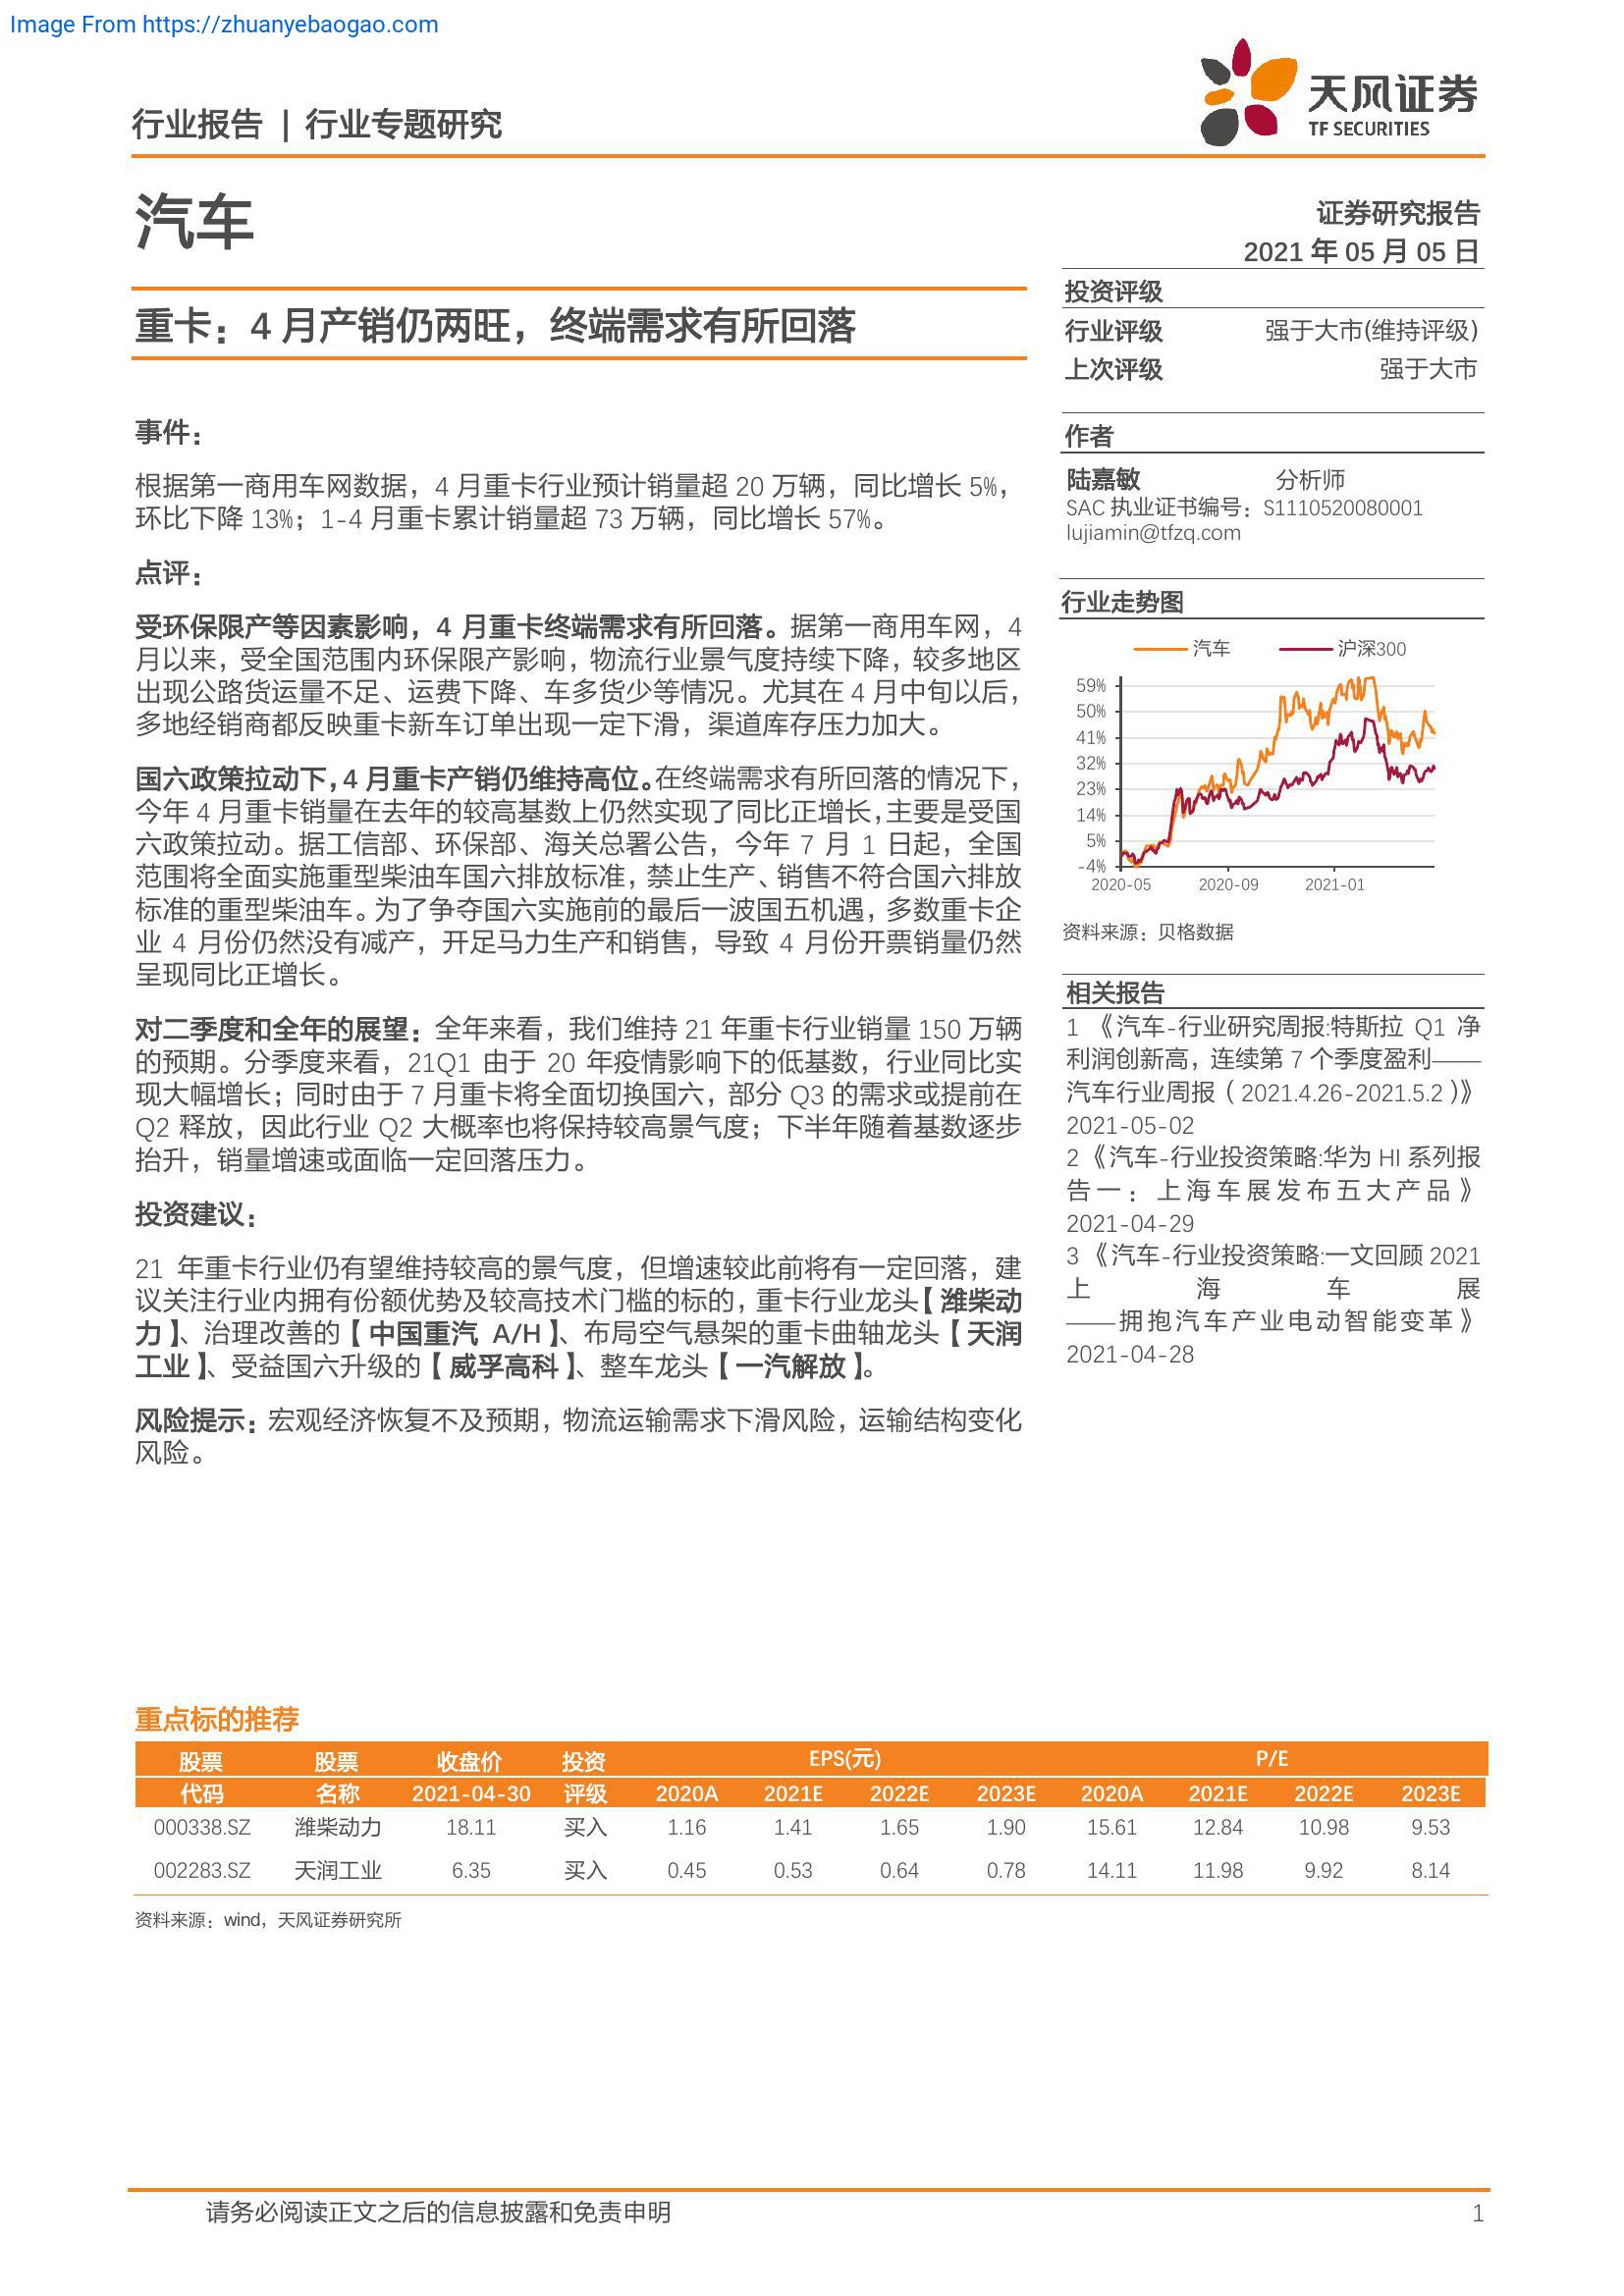 Image From https://zhuanyebaogao.com
行业报告 | 行业专题研究
天风证券
TF SECURITIES
汽车
证券研究报告
2021 年 05 月 05 日
重卡：4 月产销仍两旺，终端需求有所回落
投资评级
行业评级 强于大市(维持评级)
上次评级 强于大市
事件：
根据第一商用车网数据，4 月重卡行业预计销量超 20 万辆，同比增长 5%，
环比下降 13%；1-4 月重卡累计销量超 73 万辆，同比增长 57%。
点评：
受环保限产等因素影响，4 月重卡终端需求有所回落。据第一商用车网，4
月以来，受全国范围内环保限产影响，物流行业景气度持续下降，较多地区
出现公路货运量不足、运费下降、车多货少等情况。尤其在 4 月中旬以后，
多地经销商都反映重卡新车订单出现一定下滑，渠道库存压力加大。
国六政策拉动下，4 月重卡产销仍维持高位。在终端需求有所回落的情况下，
今年 4 月重卡销量在去年的较高基数上仍然实现了同比正增长，主要是受国
六政策拉动。据工信部、环保部、海关总署公告，今年 7 月 1 日起，全国
范围将全面实施重型柴油车国六排放标准，禁止生产、销售不符合国六排放
标准的重型柴油车。为了争夺国六实施前的最后一波国五机遇，多数重卡企
业 4 月份仍然没有减产，开足马力生产和销售，导致 4 月份开票销量仍然
呈现同比正增长。
对二季度和全年的展望：全年来看，我们维持 21 年重卡行业销量 150 万辆
的预期。分季度来看，21Q1 由于 20 年疫情影响下的低基数，行业同比实
现大幅增长；同时由于 7 月重卡将全面切换国六，部分 Q3 的需求或提前在
Q2 释放，因此行业 Q2 大概率也将保持较高景气度；下半年随着基数逐步
抬升，销量增速或面临一定回落压力。
投资建议：
21 年重卡行业仍有望维持较高的景气度，但增速较此前将有一定回落，建
议关注行业内拥有份额优势及较高技术门槛的标的，重卡行业龙头【潍柴动
力】、治理改善的【中国重汽 A/H】、布局空气悬架的重卡曲轴龙头【天润
工业】、受益国六升级的【威孚高科】、整车龙头【一汽解放】。
风险提示：宏观经济恢复不及预期，物流运输需求下滑风险，运输结构变化
风险。
作者
陆嘉敏 分析师
SAC 执业证书编号：S1110520080001
lujiamin@tfzq.com
行业走势图
汽车 沪深300
59%
50%
41%
32%
23%
14%
5%
-4%
2020-05 2020-09 2021-01
资料来源：贝格数据
相关报告
1 《汽车-行业研究周报:特斯拉 Q1 净
利润创新高，连续第 7 个季度盈利——
汽车行业周报（2021.4.26-2021.5.2）》
2021-05-02
2 《汽车-行业投资策略:华为 HI 系列报
告一：上海车展发布五大产品》
2021-04-29
3 《汽车-行业投资策略:一文回顾 2021
上海车展
——拥抱汽车产业电动智能变革》
2021-04-28
重点标的推荐
股票 股票 收盘价 投资 EPS(元) P/E
代码 名称 2021-04-30 评级 2020A 2021E 2022E 2023E 2020A 2021E 2022E 2023E
000338.SZ 潍柴动力 18.11 买入 1.16 1.41 1.65 1.90 15.61 12.84 10.98 9.53
002283.SZ 天润工业 6.35 买入 0.45 0.53 0.64 0.78 14.11 11.98 9.92 8.14
资料来源：wind，天风证券研究所
请务必阅读正文之后的信息披露和免责申明 1